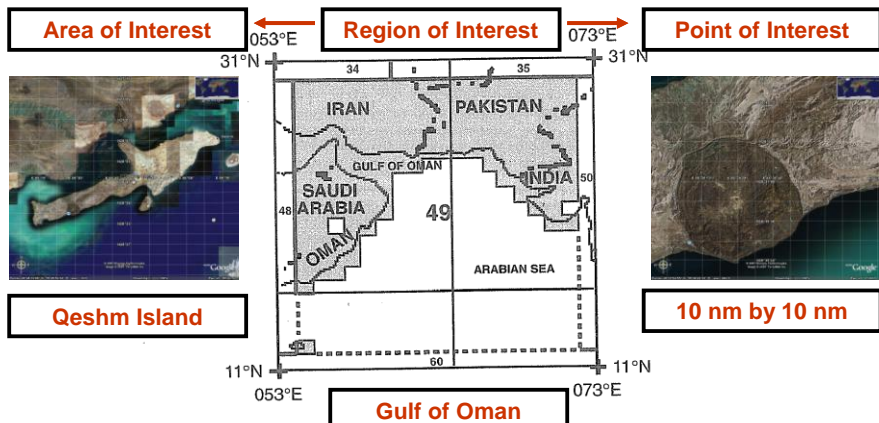 Area of Interest
Region of Interest
Point of Interest
053°E
073°E
31°N
31°N
34
35
IRAN
PAKISTAN
GULF OF OMAN
SAUDI
ARABIA
INDIA
50
48
49
OMAN
ARABIAN SEA
Google
Google
Qeshm Island
10 nm by 10 nm
60
11°N
11°N
053°E
073°E
Gulf of Oman